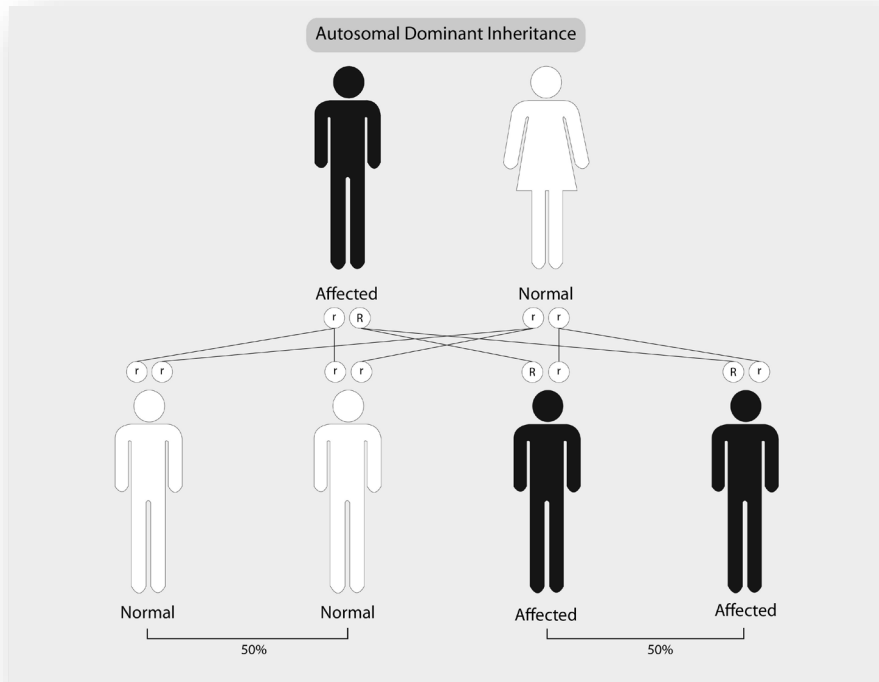 Autosomal Dominant Inheritance
Affected Normal
r R r r
r r r r R r R r
Normal Normal Affected Affected
50% 50%